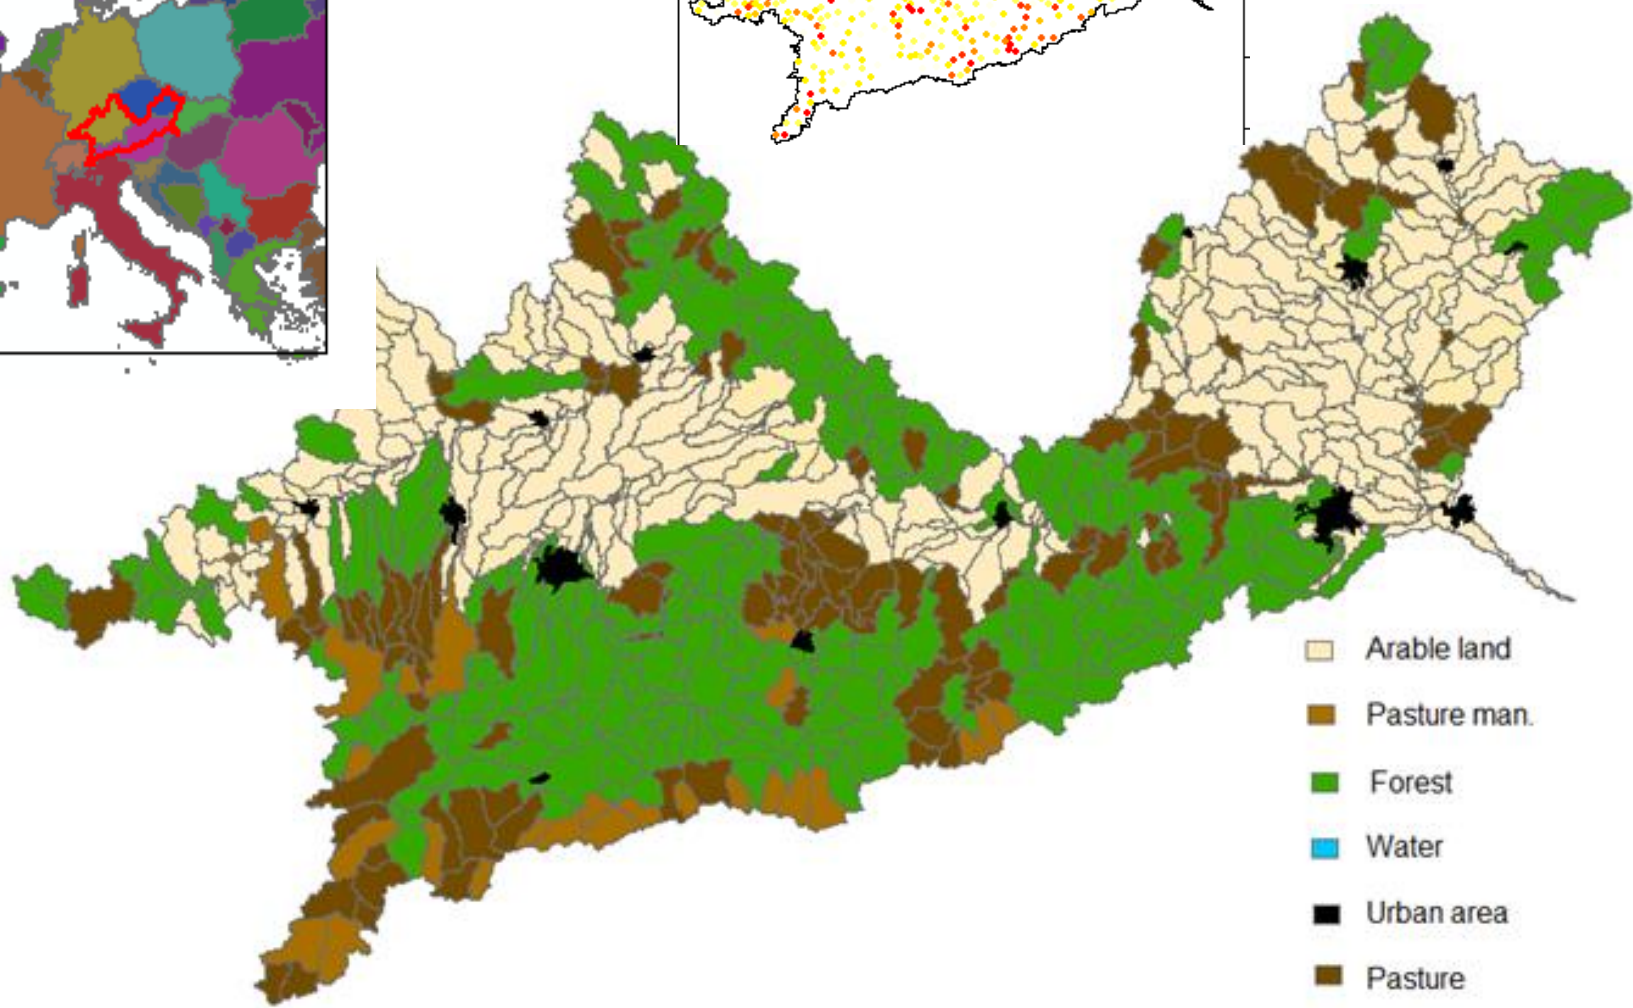 Arable land
Pasture man.
Forest
Water
Urban area
Pasture